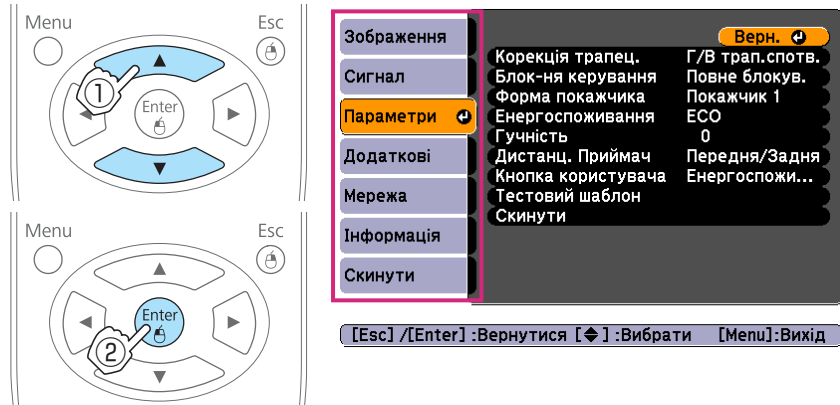 Menu
Esc
1
Enter
Menu
Esc
Enter
2
Зображення
Сигнал
Параметри
Додаткові
Мережа
Інформація
Скинути
Верн.
Корекція трапец. Г/В трап.спотв.
Блок-ня керування Повне блокув.
Форма покажчика Покажчик 1
Енергоспоживання ECO
Гучність 0
Дистанц. Приймач Передня/Задня
Кнопка користувача Енергоспожи...
Тестовий шаблон
Скинути
[Esc] /[Enter] :Вернутися [◆] :Вибрати [Menu]:Вихід